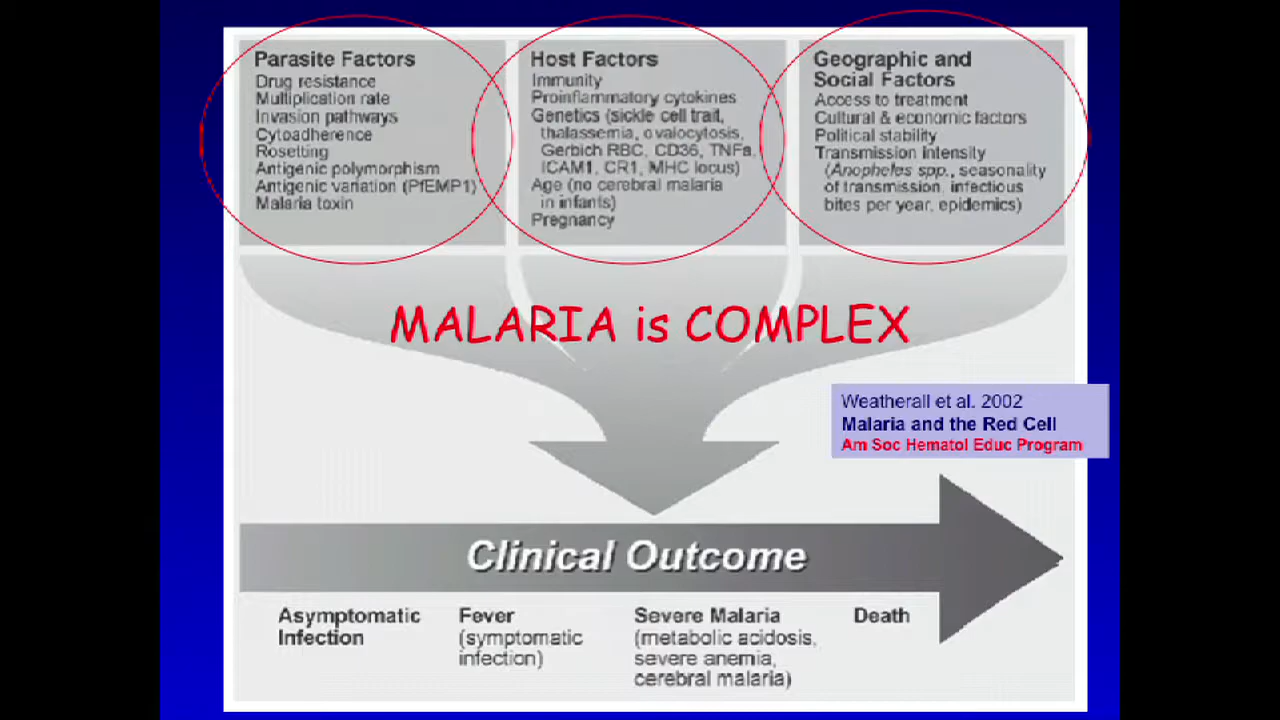 Parasite Factors
Drug resistance
Multiplication rate
Invasion pathways
Cytoadherence
Rosetting
Antigenic polymorphism
Antigenic variation (PfEMP1)
Malaria toxin
Host Factors
Immunity
Proinflammatory cytokines
Genetics (sickle cell trait,
thalassemia, ovalocytosis,
Gerbich RBC, CD36, TNFa,
ICAM1, CR1, MHC locus)
Age (no cerebral malaria
in infants)
Pregnancy
Geographic and
Social Factors
Access to treatment
Cultural & economic factors
Political stability
Transmission intensity
(Anopheles spp., seasonality
of transmission, infectious
bites per year, epidemics)
MALARIA is COMPLEX
Weatherall et al. 2002
Malaria and the Red Cell
Am Soc Hematol Educ Program
Clinical Outcome
Asymptomatic
Infection
Fever
(symptomatic
infection)
Severe Malaria
(metabolic acidosis,
severe anemia,
cerebral malaria)
Death